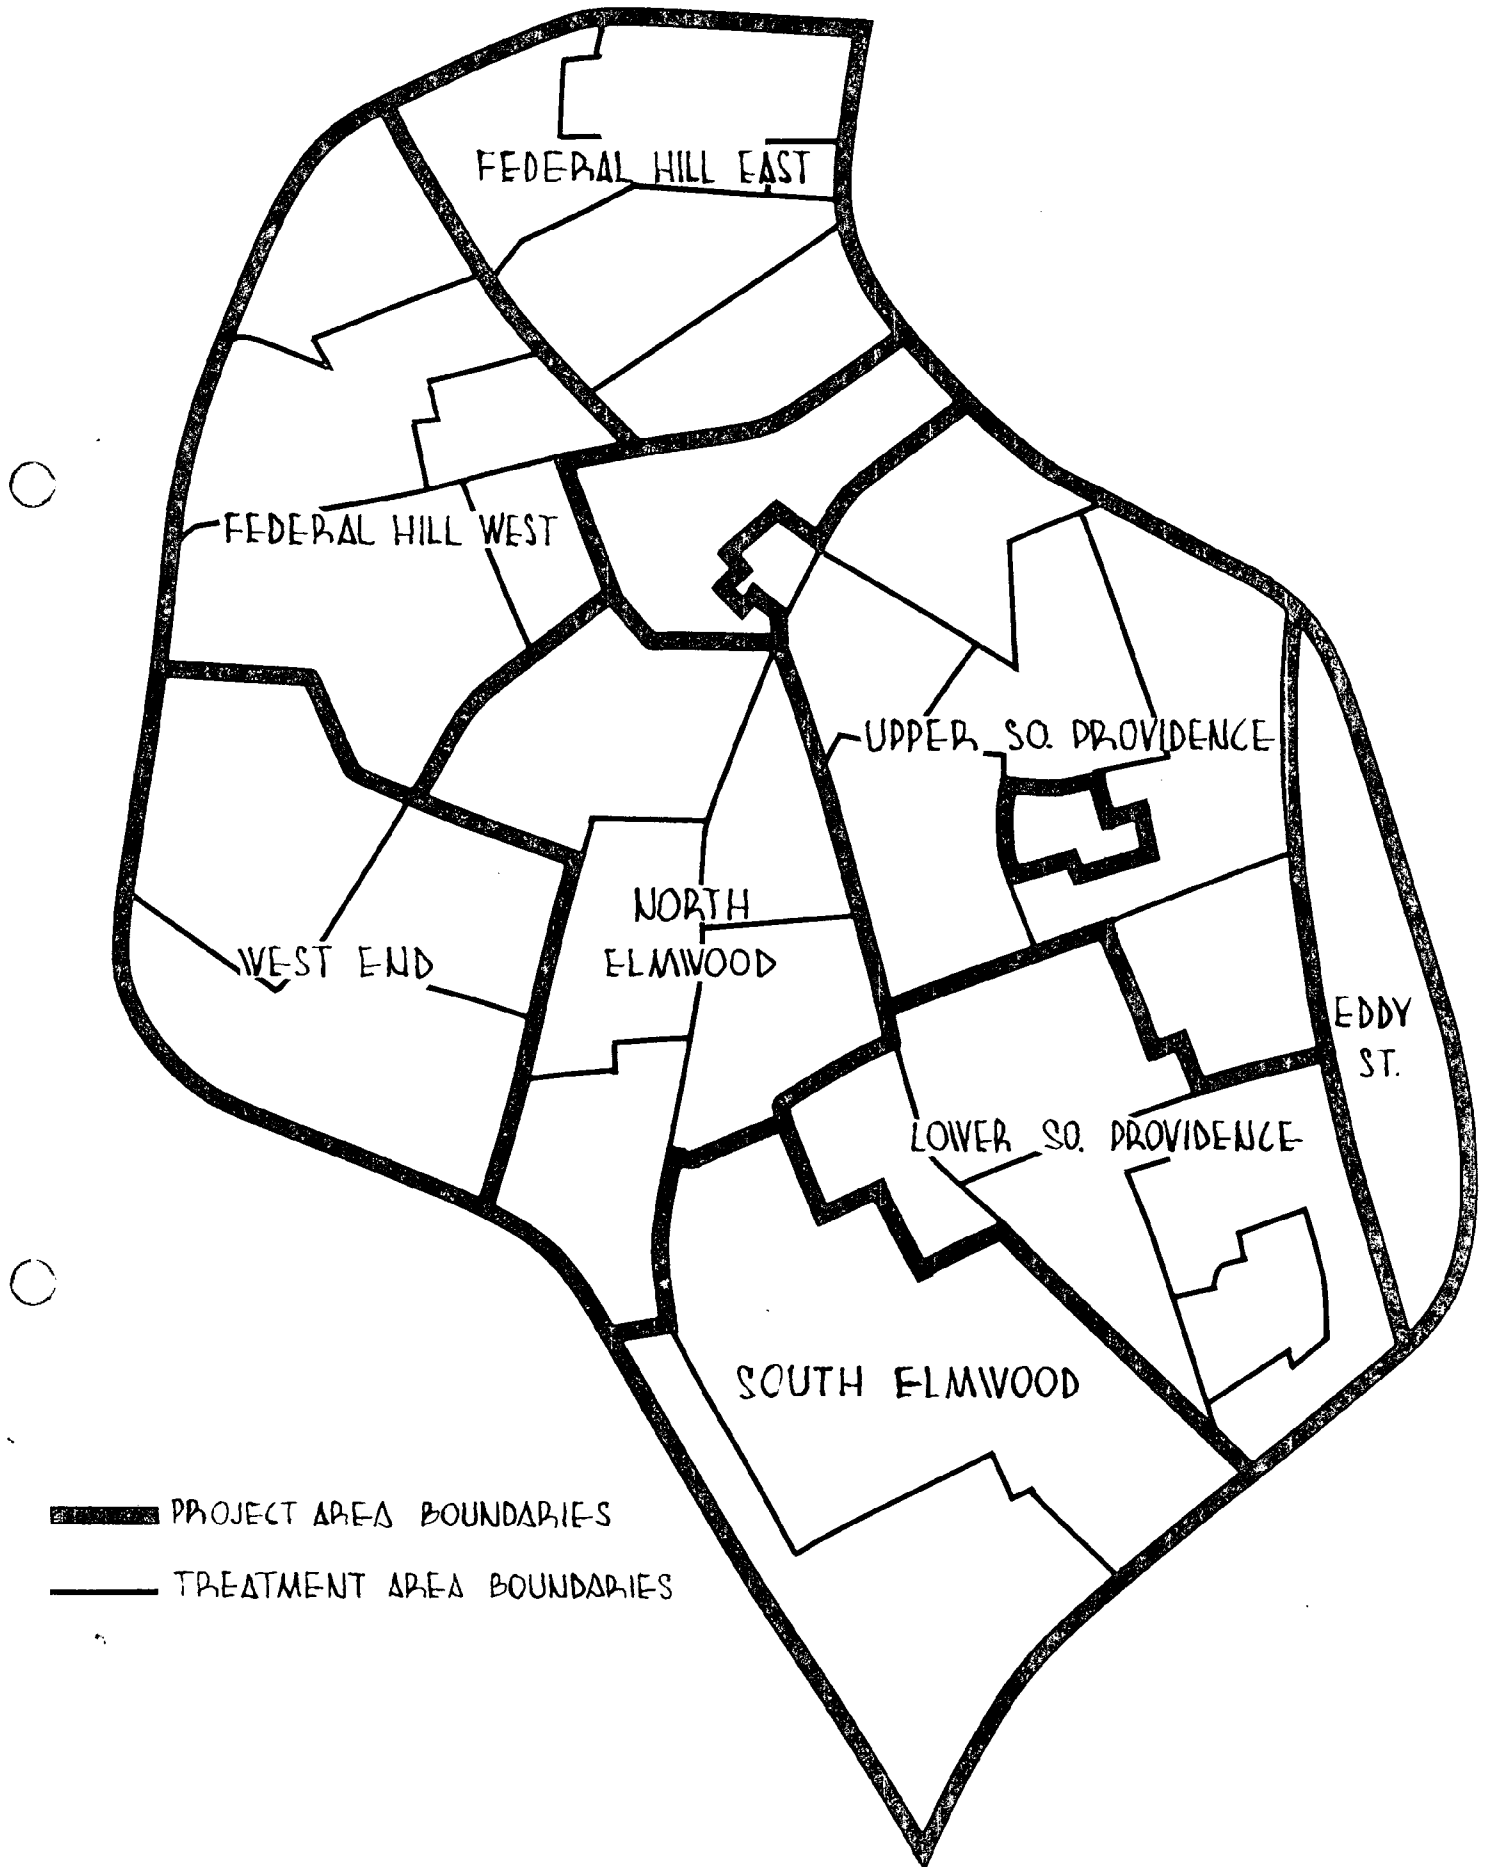 FEDERAL HILL EAST
FEDERAL HILL WEST
UPPER SO. PROVIDENCE
NORTH
ELMWOOD
WEST END
EDDY
ST.
LOWER SO. PROVIDENCE
SOUTH ELMWOOD
PROJECT AREA BOUNDARIES
TREATMENT AREA BOUNDARIES